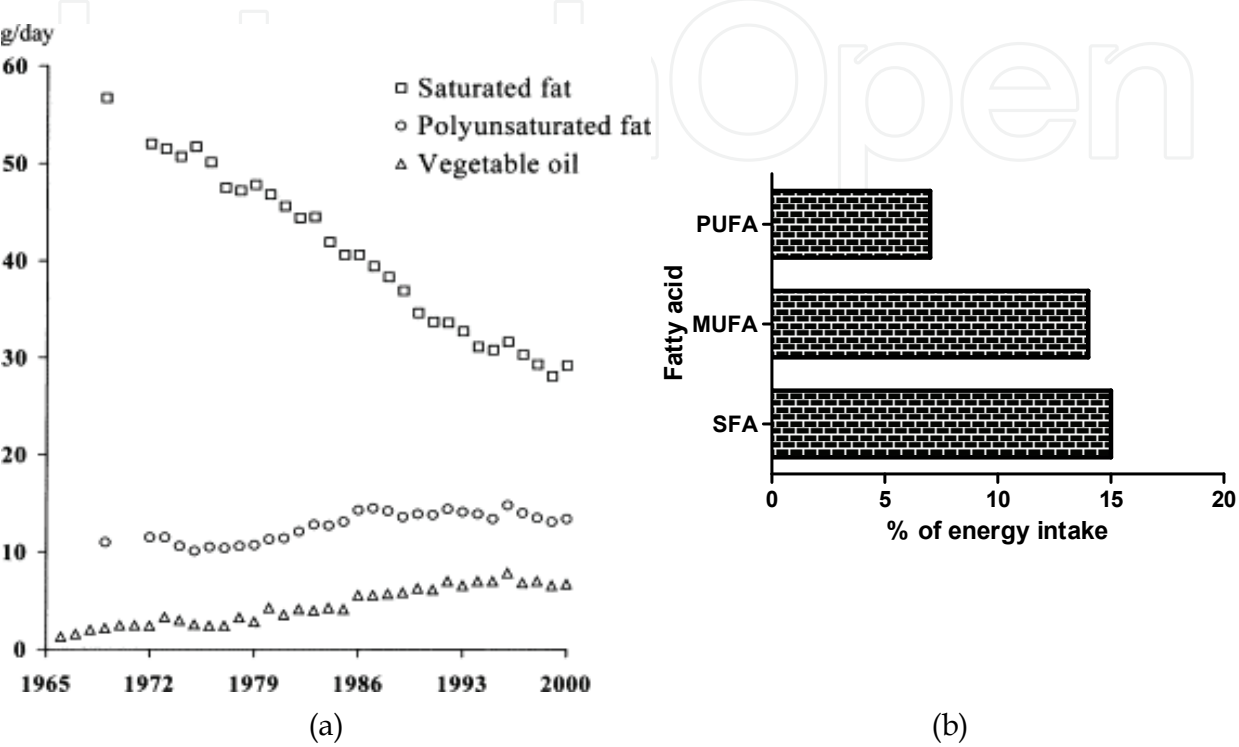 Open
g/day
60
50
40
30
20
10
0
1965 1972 1979 1986 1993 2000
Saturated fat
Polyunsaturated fat
Vegetable oil
(a)
Fatty acid
PUFA
MUFA
SFA
0 5 10 15 20
% of energy intake
(b)